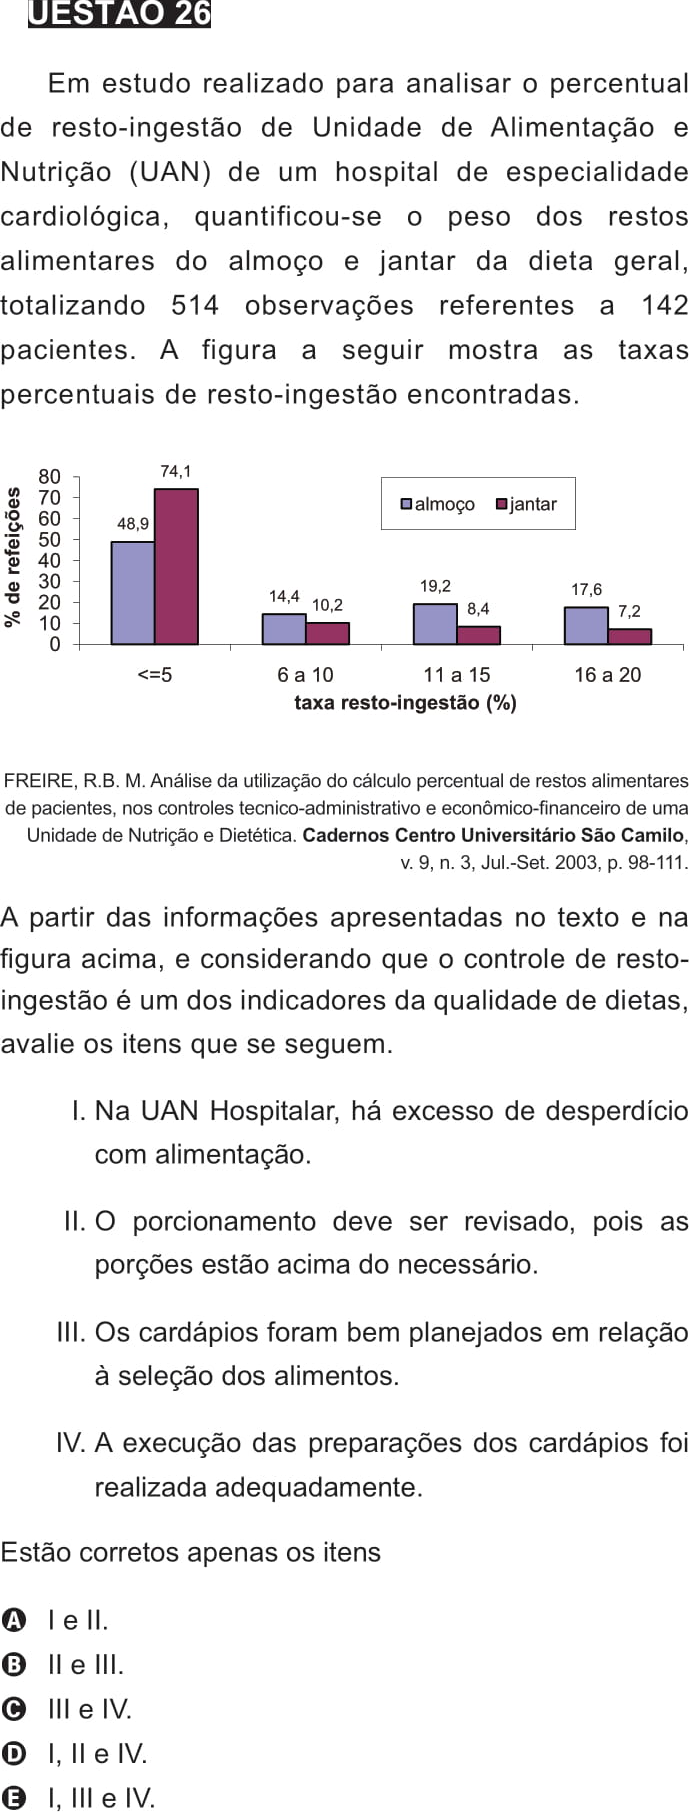 UESTÃO 26
Em estudo realizado para analisar o percentual
de resto-ingestão de Unidade de Alimentação e
Nutrição (UAN) de um hospital de especialidade
cardiológica, quantificou-se o peso dos restos
alimentares do almoço e jantar da dieta geral,
totalizando 514 observações referentes a 142
pacientes. A figura a seguir mostra as taxas
percentuais de resto-ingestão encontradas.
% de refeições
80
70
60
50
40
30
20
10
0
48,9
74,1
14,4
10,2
19,2
8,4
17,6
7,2
almoço jantar
<=5 6 a 10 11 a 15 16 a 20
taxa resto-ingestão (%)
FREIRE, R.B. M. Análise da utilização do cálculo percentual de restos alimentares
de pacientes, nos controles tecnico-administrativo e econômico-financeiro de uma
Unidade de Nutrição e Dietética. Cadernos Centro Universitário São Camilo,
v. 9, n. 3, Jul.-Set. 2003, p. 98-111.
A partir das informações apresentadas no texto e na
figura acima, e considerando que o controle de resto-
ingestão é um dos indicadores da qualidade de dietas,
avalie os itens que se seguem.
I. Na UAN Hospitalar, há excesso de desperdício
com alimentação.
II. O porcionamento deve ser revisado, pois as
porções estão acima do necessário.
III. Os cardápios foram bem planejados em relação
à seleção dos alimentos.
IV. A execução das preparações dos cardápios foi
realizada adequadamente.
Estão corretos apenas os itens
A I e II.
B II e III.
C III e IV.
D I, II e IV.
E I, III e IV.